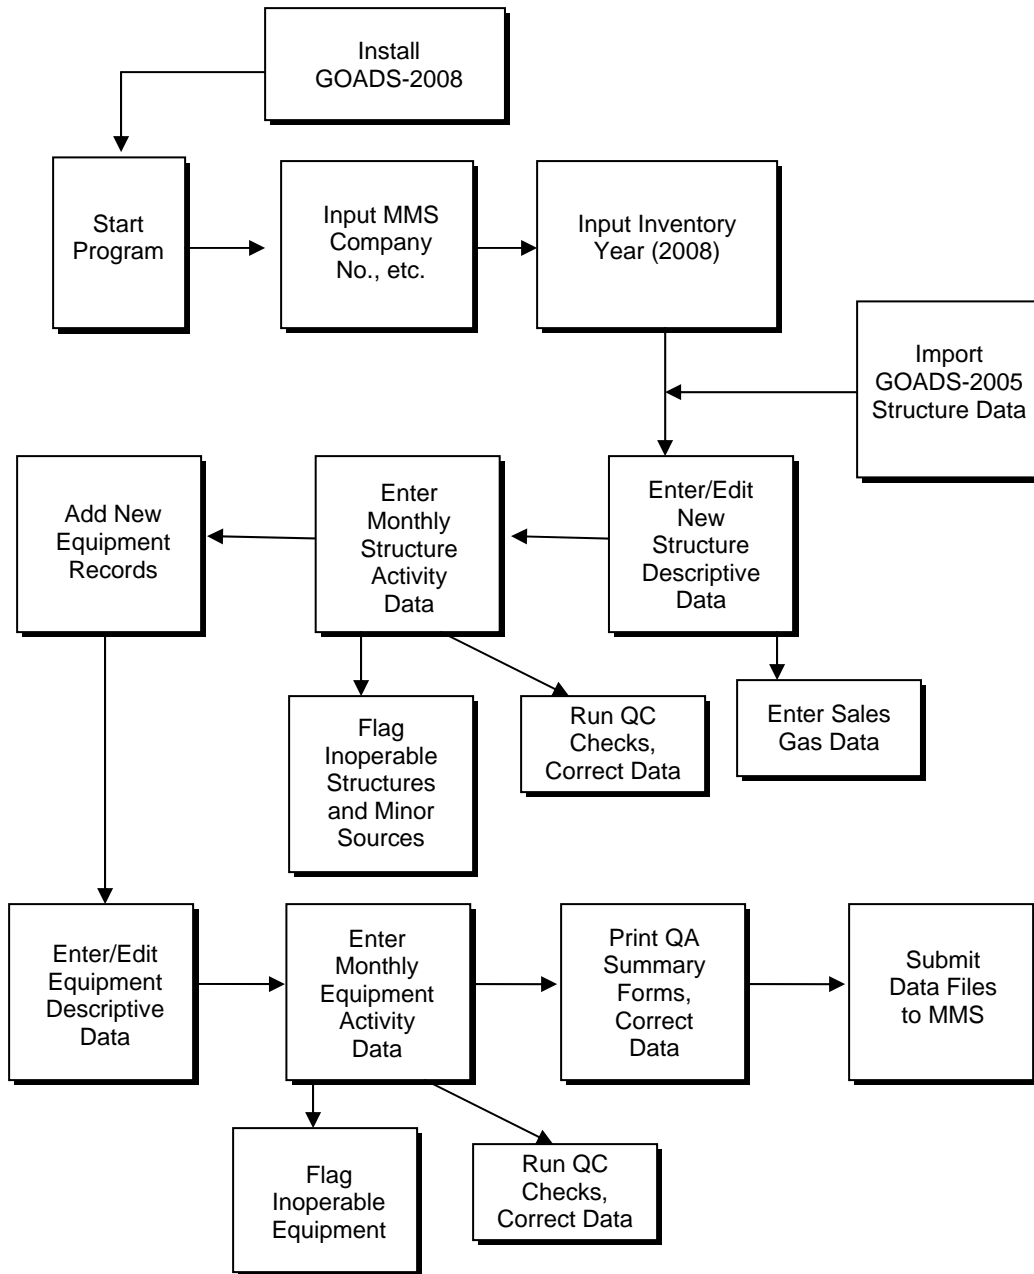 Install
GOADS-2008
Start
Program
Input MMS
Company
No., etc.
Input Inventory
Year (2008)
Import
GOADS-2005
Structure Data
Enter/Edit
New
Structure
Descriptive
Data
Enter
Monthly
Structure
Activity
Data
Add New
Equipment
Records
Flag
Inoperable
Structures
and Minor
Sources
Run QC
Checks,
Correct Data
Enter Sales
Gas Data
Enter/Edit
Equipment
Descriptive
Data
Enter
Monthly
Equipment
Activity
Data
Print QA
Summary
Forms,
Correct
Data
Submit
Data Files
to MMS
Flag
Inoperable
Equipment
Run QC
Checks,
Correct Data